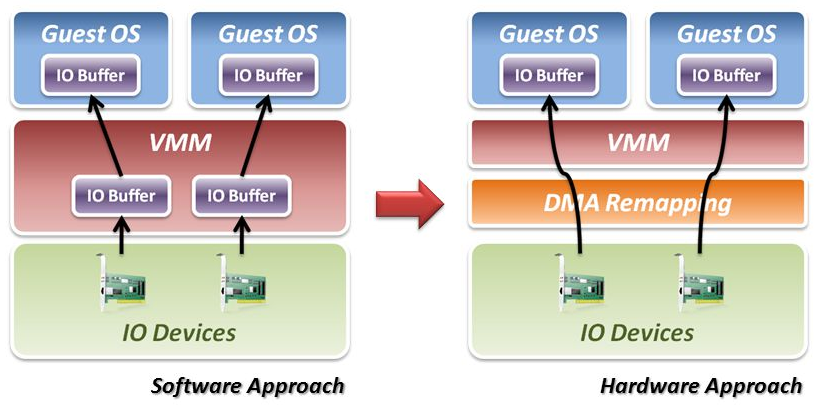 Guest OS
IO Buffer
Guest OS
IO Buffer
VMM
IO Buffer
IO Buffer
IO Devices
Software Approach
Guest OS
IO Buffer
Guest OS
IO Buffer
VMM
DMA Remapping
IO Devices
Hardware Approach